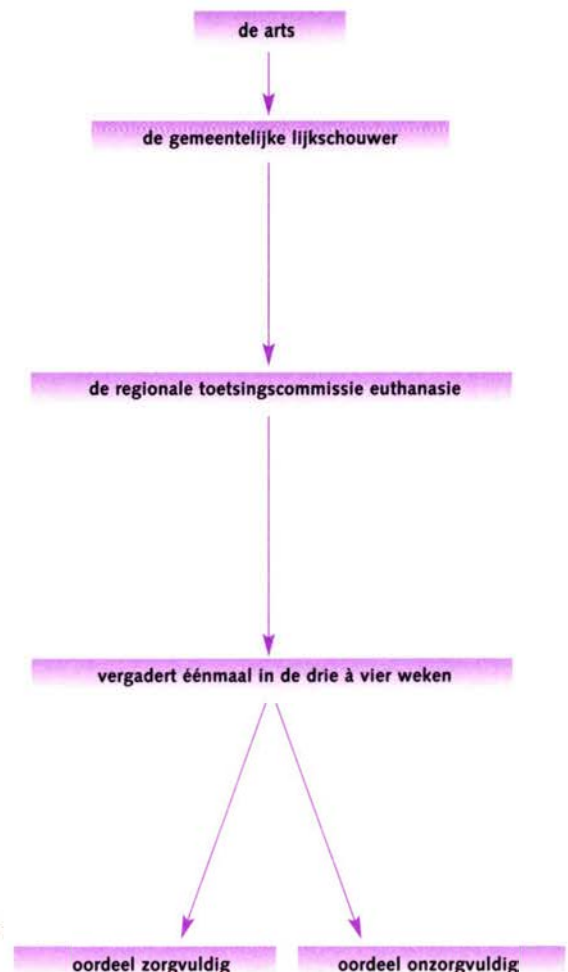 de arts
de gemeentelijke lijkschouwer
de regionale toetsingscommissie euthanasie
vergadert éénmaal in de drie à vier weken
oordeel zorgvuldig
oordeel onzorgvuldig